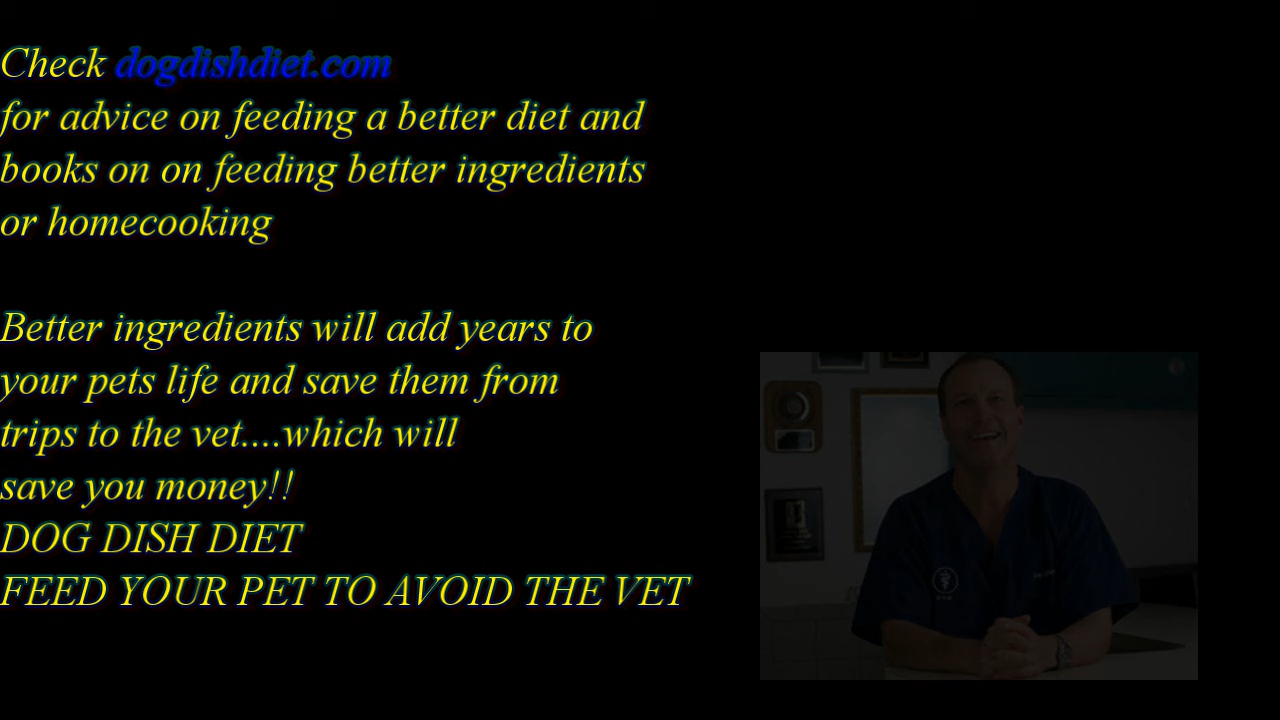 Check dogdishdiet.com
for advice on feeding a better diet and
books on on feeding better ingredients
or homecooking
Better ingredients will add years to
your pets life and save them from
trips to the vet....which will
save you money!!
DOG DISH DIET
FEED YOUR PET TO AVOID THE VET